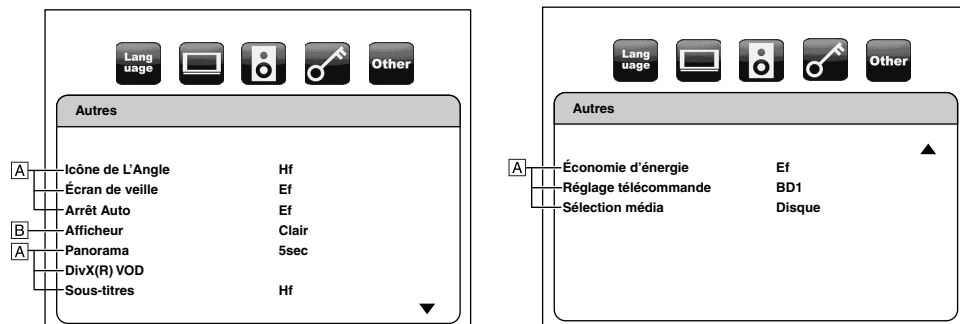 Lang
uage
Other
Autres
A Icône de L'Angle Hf
Écran de veille Ef
Arrêt Auto Ef
B Afficheur Clair
A Panorama 5sec
DivX(R) VOD
Sous-titres Hf
Lang
uage
Other
Autres
A Économie d'énergie Ef
Réglage télécommande BD1
Sélection média Disque